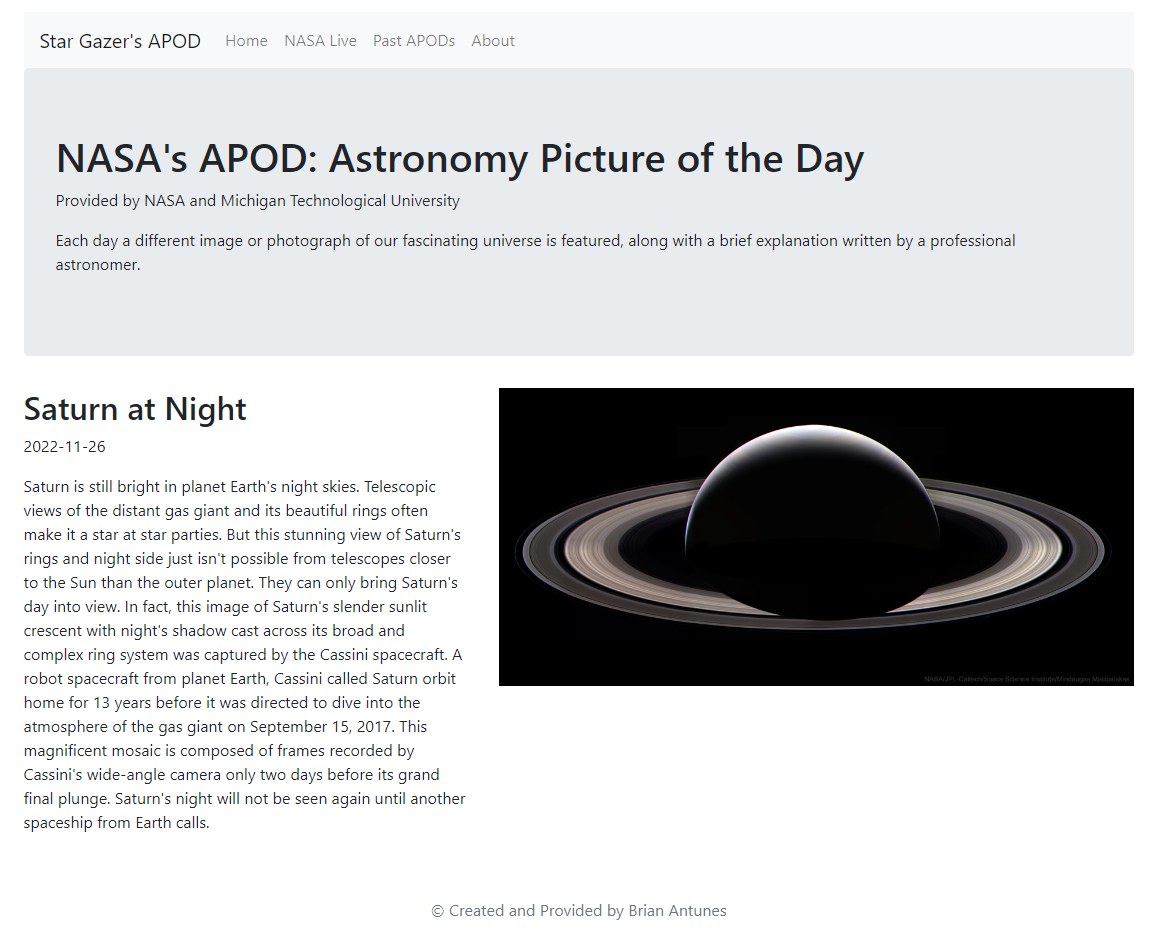 Star Gazer's APOD Home NASA Live Past APODs About
NASA's APOD: Astronomy Picture of the Day
Provided by NASA and Michigan Technological University
Each day a different image or photograph of our fascinating universe is featured, along with a brief explanation written by a professional
astronomer.
Saturn at Night
2022-11-26
Saturn is still bright in planet Earth's night skies. Telescopic
views of the distant gas giant and its beautiful rings often
make it a star at star parties. But this stunning view of Saturn's
rings and night side just isn't possible from telescopes closer
to the Sun than the outer planet. They can only bring Saturn's
day into view. In fact, this image of Saturn's slender sunlit
crescent with night's shadow cast across its broad and
complex ring system was captured by the Cassini spacecraft. A
robot spacecraft from planet Earth, Cassini called Saturn orbit
home for 13 years before it was directed to dive into the
atmosphere of the gas giant on September 15, 2017. This
magnificent mosaic is composed of frames recorded by
Cassini's wide-angle camera only two days before its grand
final plunge. Saturn's night will not be seen again until another
spaceship from Earth calls.
NASA/JPL-Caltech/Space Science Institute/Mindaugas Macijauskas
© Created and Provided by Brian Antunes